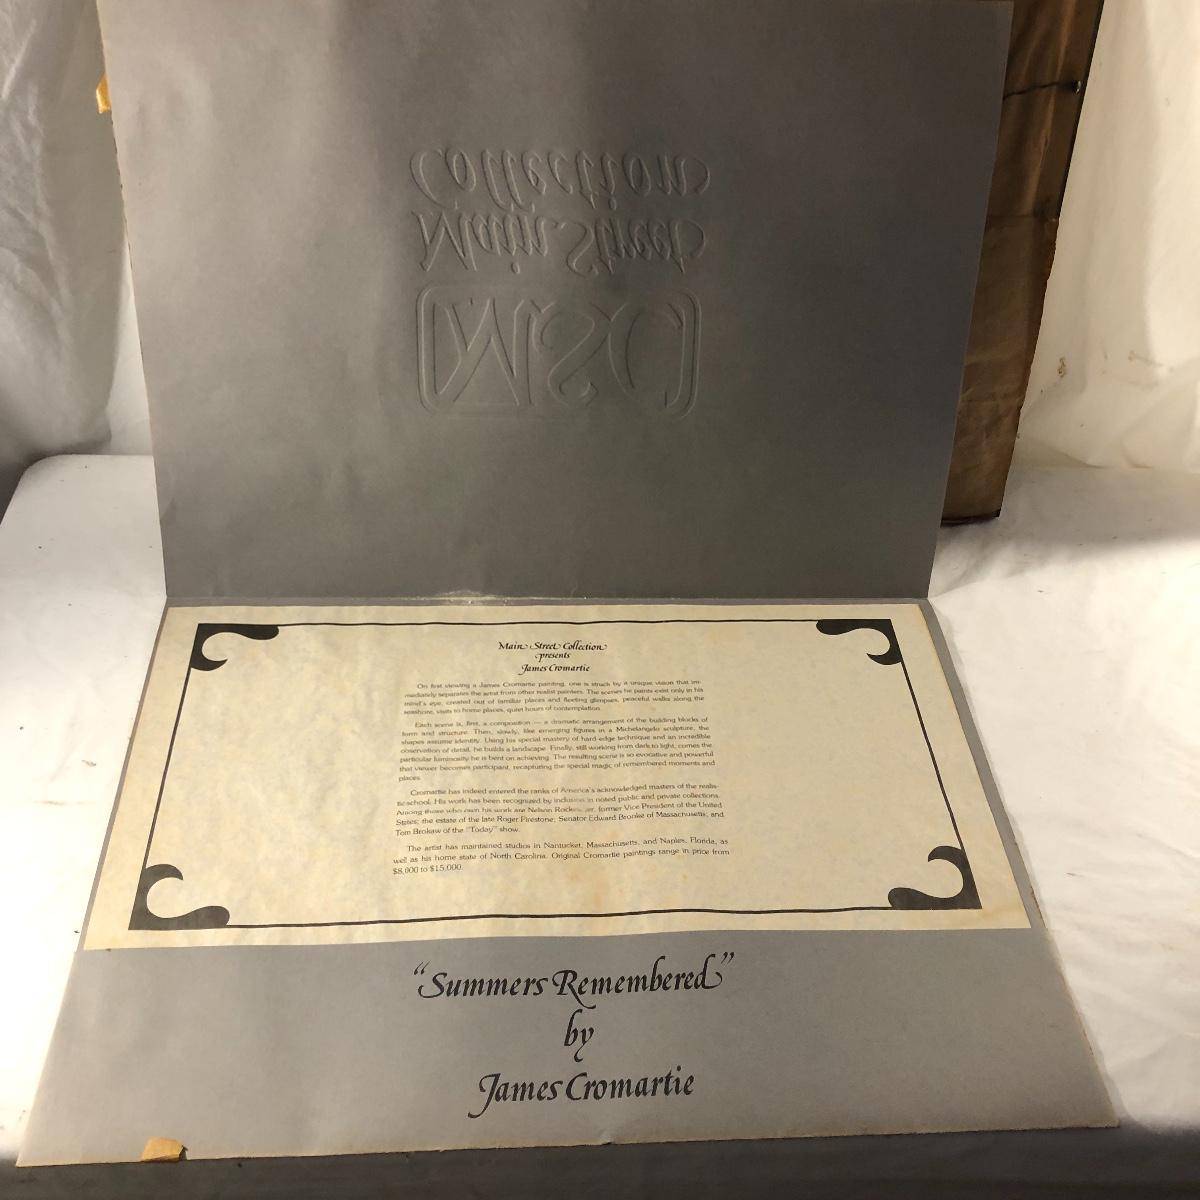 Collection
Main Street
MSC
Main Street Collection
presents
James Cromartie
On first viewing a James Cromartie painting, one is struck by a unique vision that im-
mediately separates the artist from other realist painters. The scenes he paints exist only in his
mind's eye, created out of familiar places and fleeting glimpses, peaceful walks along the
seashore, visits to home places, quiet hours of contemplation.
Each scene is, first, a composition — a dramatic arrangement of the building blocks of
form and structure. Then, slowly, like emerging figures in a Michelangelo sculpture, the
shapes assume identity. Using his special mastery of hard-edge technique and an incredible
observation of detail, he builds a landscape. Finally, still working from dark to light, comes the
particular luminosity he is bent on achieving. The resulting scene is so evocative and powerful
that viewer becomes participant, recapturing the special magic of remembered moments and
places.
Cromartie has indeed entered the ranks of America's acknowledged masters of the realis-
tic school. His work has been recognized by inclusion in noted public and private collections.
Among those who own his work are Nelson former Vice President of the United
States; the estate of the late Roger Firestone; Senator Edward Brooke of Massachusetts; and
Tom Brokaw of the "Today" show.
The artist has maintained studios in Nantucket, Massachusetts, and Naples, Florida, as
well as his home state of North Carolina. Original Cromartie paintings range in price from
$8,000 to $15,000.
"Summers Remembered"
by
James Cromartie